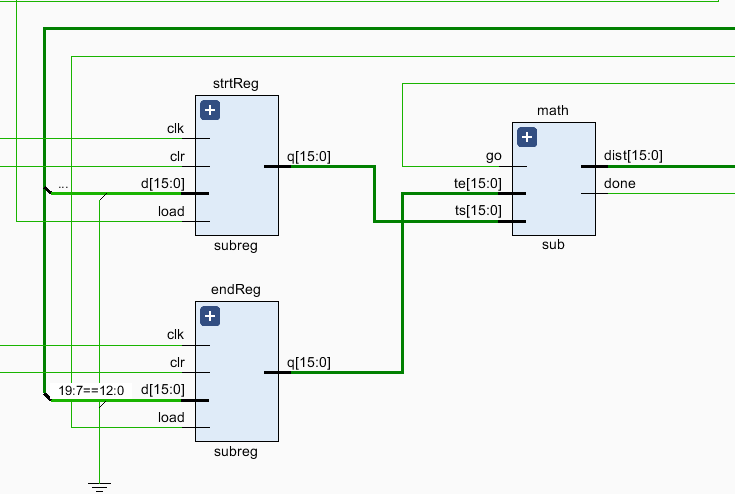 strtReg
clk
clr
... d[15:0]
load
q[15:0]
subreg
math
go
te[15:0]
ts[15:0]
dist[15:0]
done
sub
endReg
clk
clr
19:7==12:0 d[15:0]
load
q[15:0]
subreg